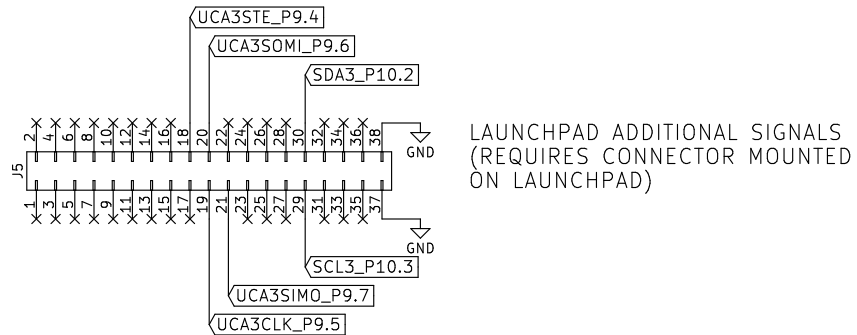 UCA3STE_P9.4
UCA3SOMI_P9.6
SDA3_P10.2
2 4 6 8 10 12 14 16 18 20 22 24 26 28 30 32 34 36 38
GND
J5
1 3 5 7 9 11 13 15 17 19 21 23 25 27 29 31 33 35 37
GND
SCL3_P10.3
UCA3SIMO_P9.7
UCA3CLK_P9.5
LAUNCHPAD ADDITIONAL SIGNALS
(REQUIRES CONNECTOR MOUNTED
ON LAUNCHPAD)